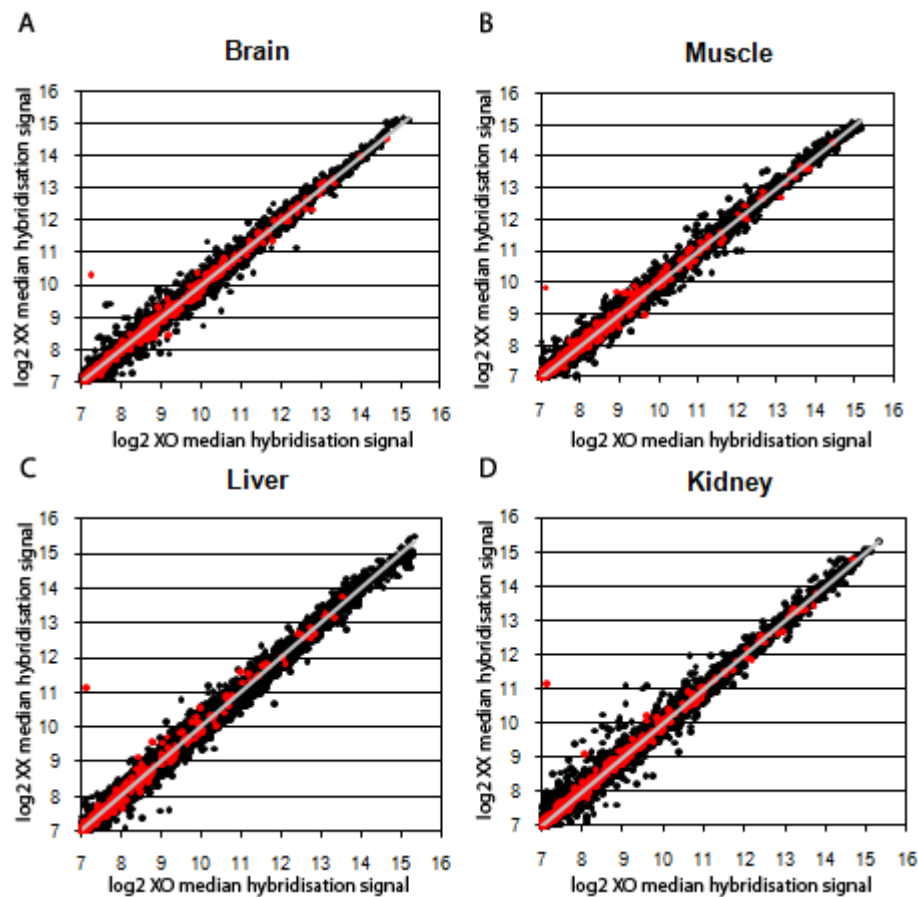 A
Brain
log2 XX median hybridisation signal
16
15
14
13
12
11
10
9
8
7
7 8 9 10 11 12 13 14 15 16
log2 XO median hybridisation signal
B
Muscle
log2 XX median hybridisation signal
16
15
14
13
12
11
10
9
8
7
7 8 9 10 11 12 13 14 15 16
log2 XO median hybridisation signal
C
Liver
log2 XX median hybridisation signal
16
15
14
13
12
11
10
9
8
7
7 8 9 10 11 12 13 14 15 16
log2 XO median hybridisation signal
D
Kidney
log2 XX median hybridisation signal
16
15
14
13
12
11
10
9
8
7
7 8 9 10 11 12 13 14 15 16
log2 XO median hybridisation signal